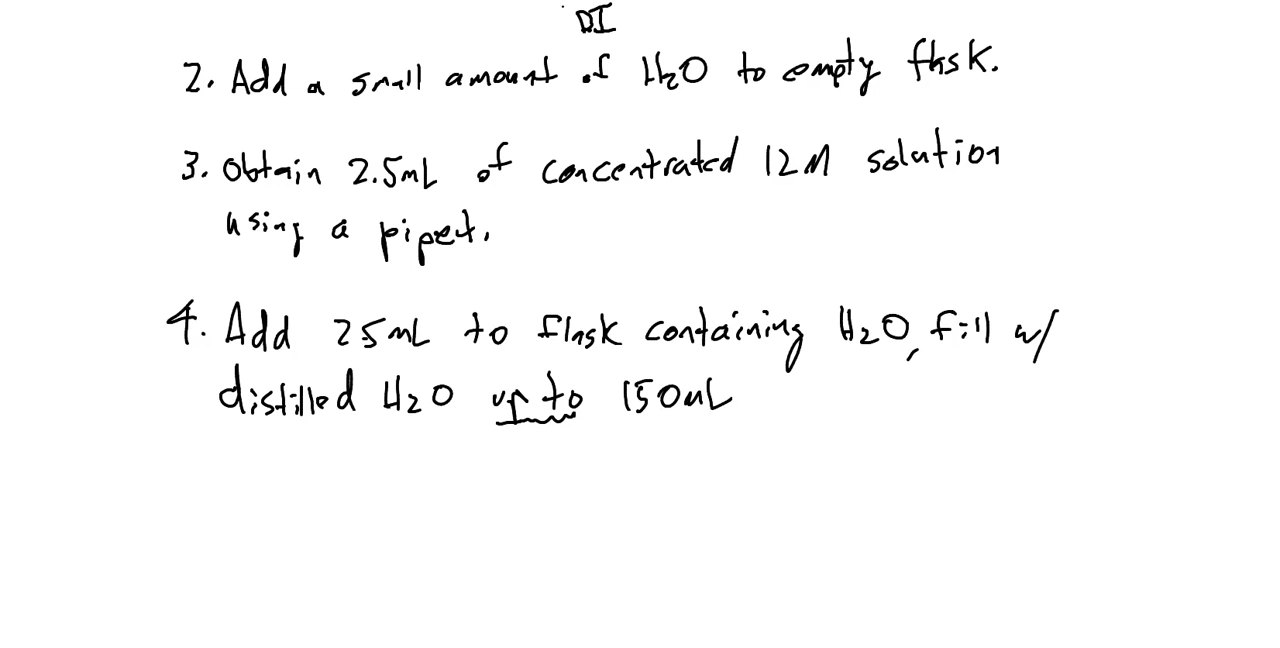 DI
2. Add a small amount of H2O to empty flask.
3. Obtain 2.5mL of concentrated 12M solution
using a pipet.
4. Add 25mL to flask containing H2O, fill w/
distilled H2O up to 150mL